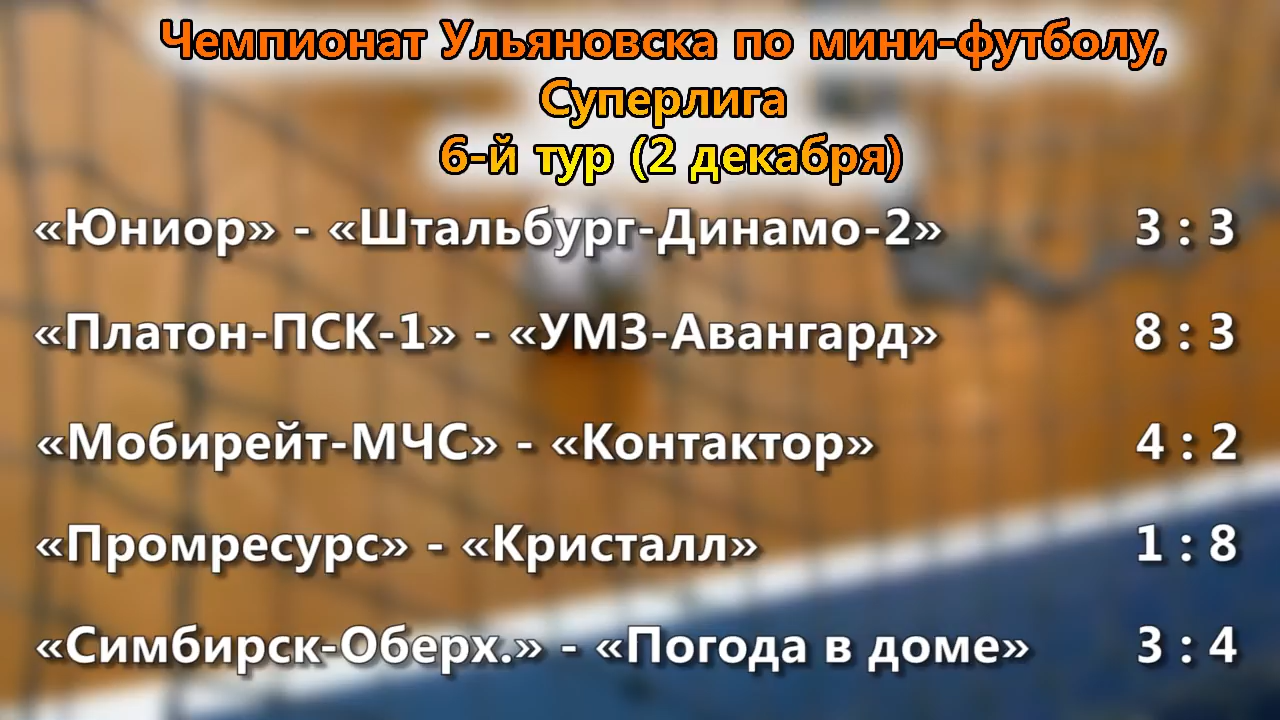 Чемпионат Ульяновска по мини-футболу,
Суперлига
6-й тур (2 декабря)
«Юниор» - «Штальбург-Динамо-2» 3 : 3
«Платон-ПСК-1» - «УМЗ-Авангард» 8 : 3
«Мобирейт-МЧС» - «Контактор» 4 : 2
«Промресурс» - «Кристалл» 1 : 8
«Симбирск-Оберх.» - «Погода в доме» 3 : 4